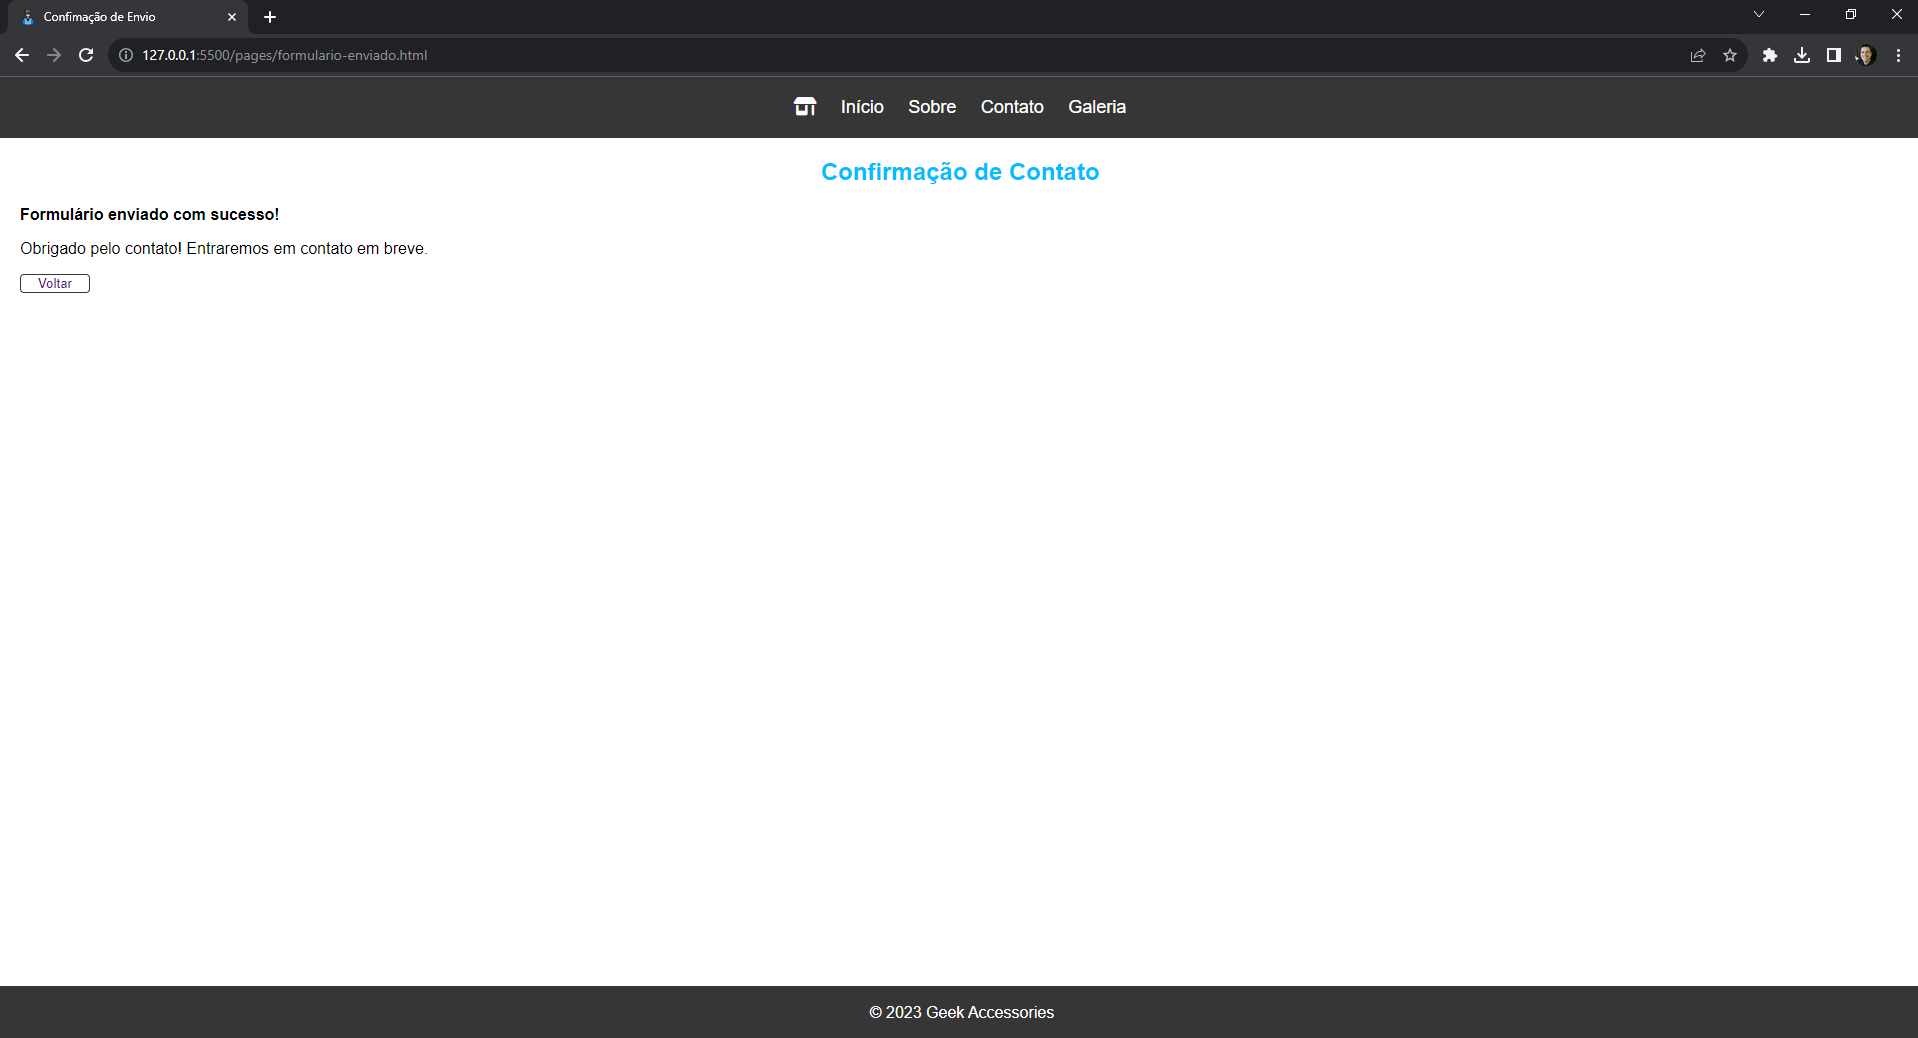 Confimação de Envio
127.0.0.1:5500/pages/formulario-enviado.html
Início Sobre Contato Galeria
Confirmação de Contato
Formulário enviado com sucesso!
Obrigado pelo contato! Entraremos em contato em breve.
Voltar
© 2023 Geek Accessories